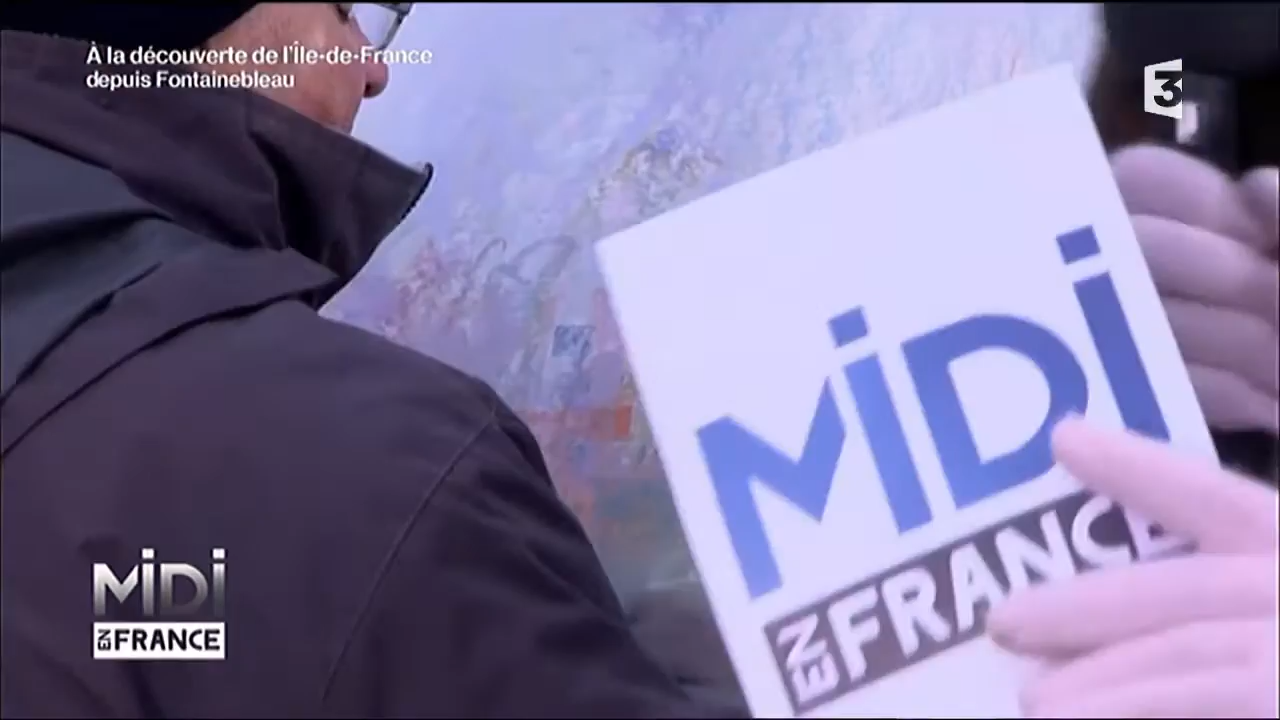 À la découverte de l'Île-de-France
depuis Fontainebleau
3
MiDi
EN FRANCE
MiDi
EN FRANCE